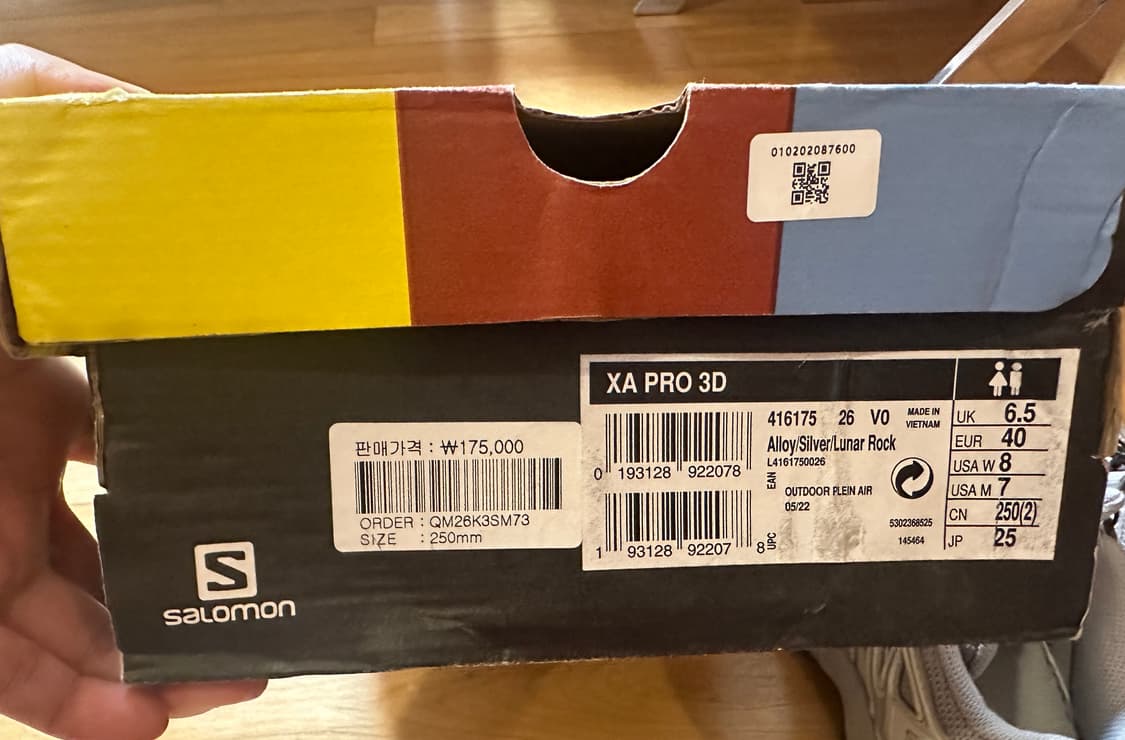 010202087600
XA PRO 3D
판매가격 : ₩175,000
ORDER : QM26K3SM73
SIZE : 250mm
0 193128 922078
EAN
1 93128 92207 8
UPC
416175 26 V0
MADE IN
VIETNAM
Alloy/Silver/Lunar Rock
L4161750026
OUTDOOR PLEIN AIR
05/22
5302368525
145464
UK 6.5
EUR 40
USA W 8
USA M 7
CN 250(2)
JP 25
S
SALOMON